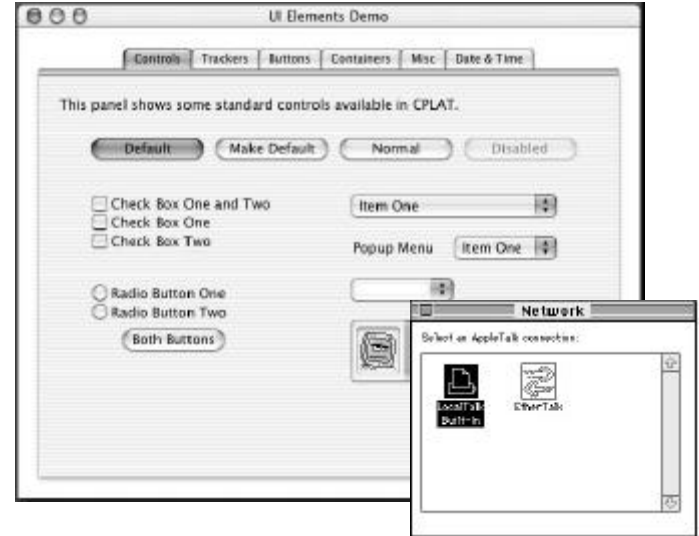 UI Elements Demo
Controls Trackers Buttons Containers Misc Date & Time
This panel shows some standard controls available in CPLAT.
Default Make Default Normal Disabled
Check Box One and Two
Check Box One
Check Box Two
Item One
Popup Menu Item One
Radio Button One
Radio Button Two
Both Buttons
Network
Select an AppleTalk connection:
LocalTalk
Built-in
EtherTalk